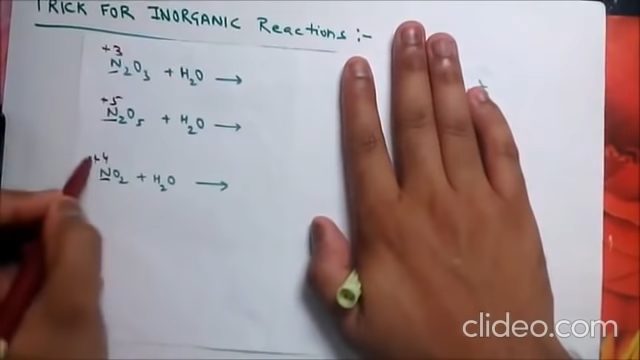 TRICK FOR INORGANIC Reactions :-
+3
N₂O₃ + H₂O ⟶
+5
N₂O₅ + H₂O ⟶
+4
NO₂ + H₂O ⟶
clideo.com